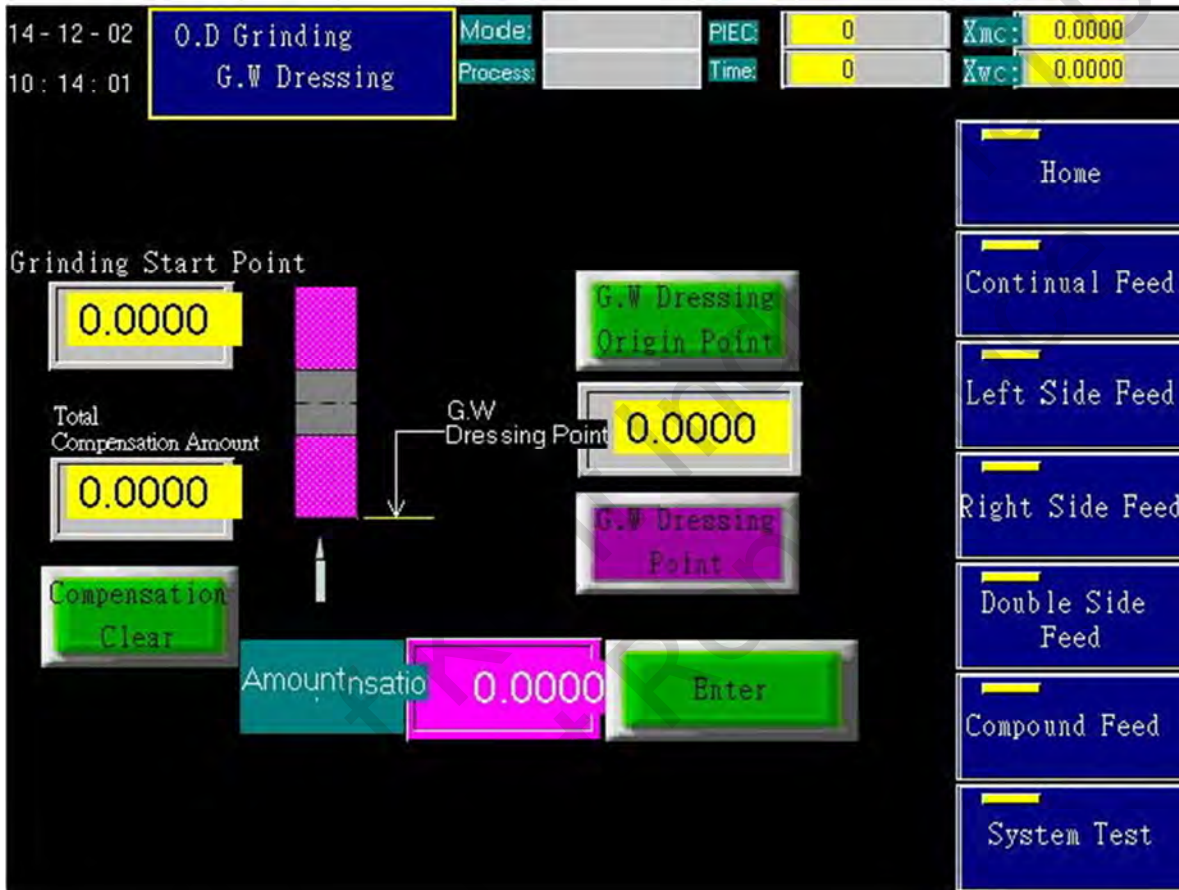 14-12-02
10:14:01
O.D Grinding
G.W Dressing
Mode:
Process:
PIEC:
0
Time:
0
Xmc:
0.0000
Xwc:
0.0000
Home
Grinding Start Point
0.0000
Total
Compensation Amount
0.0000
Compensation
Clear
G.W
Dressing Point
G.W Dressing
Origin Point
0.0000
G.W Dressing
Point
Amountnsatio
0.0000
Enter
Continual Feed
Left Side Feed
Right Side Feed
Double Side
Feed
Compound Feed
System Test